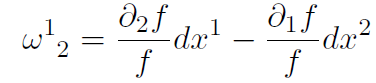 ω¹₂ = ∂₂f/f dx¹ − ∂₁f/f dx²